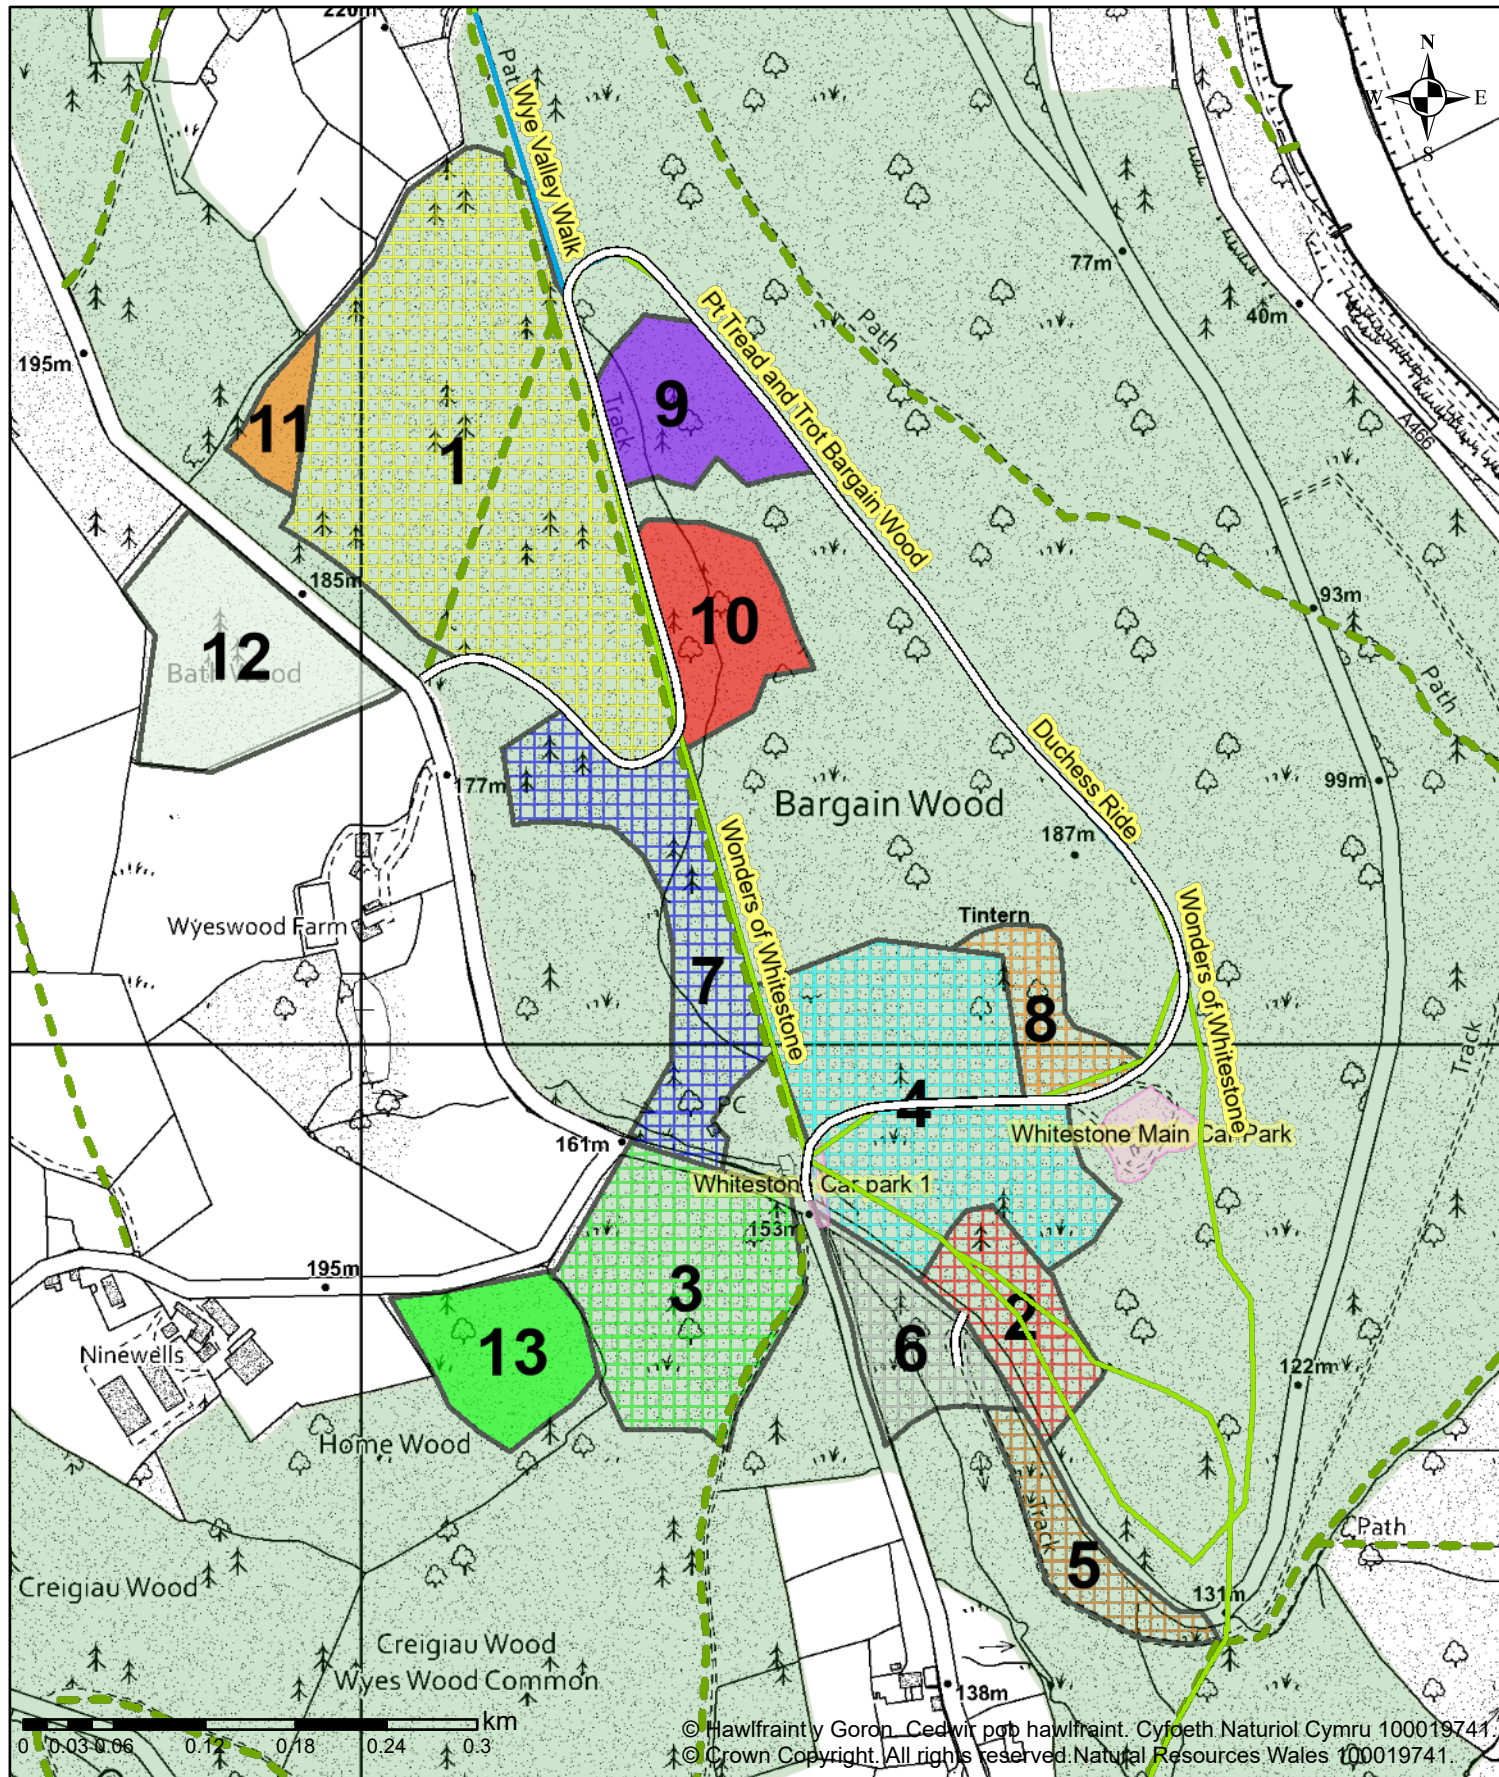 220m
N
W
E
S
Pat
Wye Valley Walk
77m
40m
195m
Pt Tread and Trot Bargain Wood
Path
A466
11
1
9
Track
185m
10
93m
12
Bath Wood
Path
177m
Bargain Wood
Duchess Ride
99m
187m
Wyeswood Farm
Wonders of Whitestone
Tintern
Wonders of Whitestone
7
8
Track
4
PC
161m
Whitestone Main Car Park
Whiteston Car park 1
153m
195m
3
2
13
6
Ninewells
122m
Home Wood
Track
Path
5
Creigiau Wood
131m
Creigiau Wood
Wyes Wood Common
138m
km
0 0.03 0.06 0.12 0.18 0.24 0.3
© Hawlfraint y Goron. Cedwir pob hawlfraint. Cyfoeth Naturiol Cymru 100019741.
© Crown Copyright. All rights reserved.Natural Resources Wales 100019741.